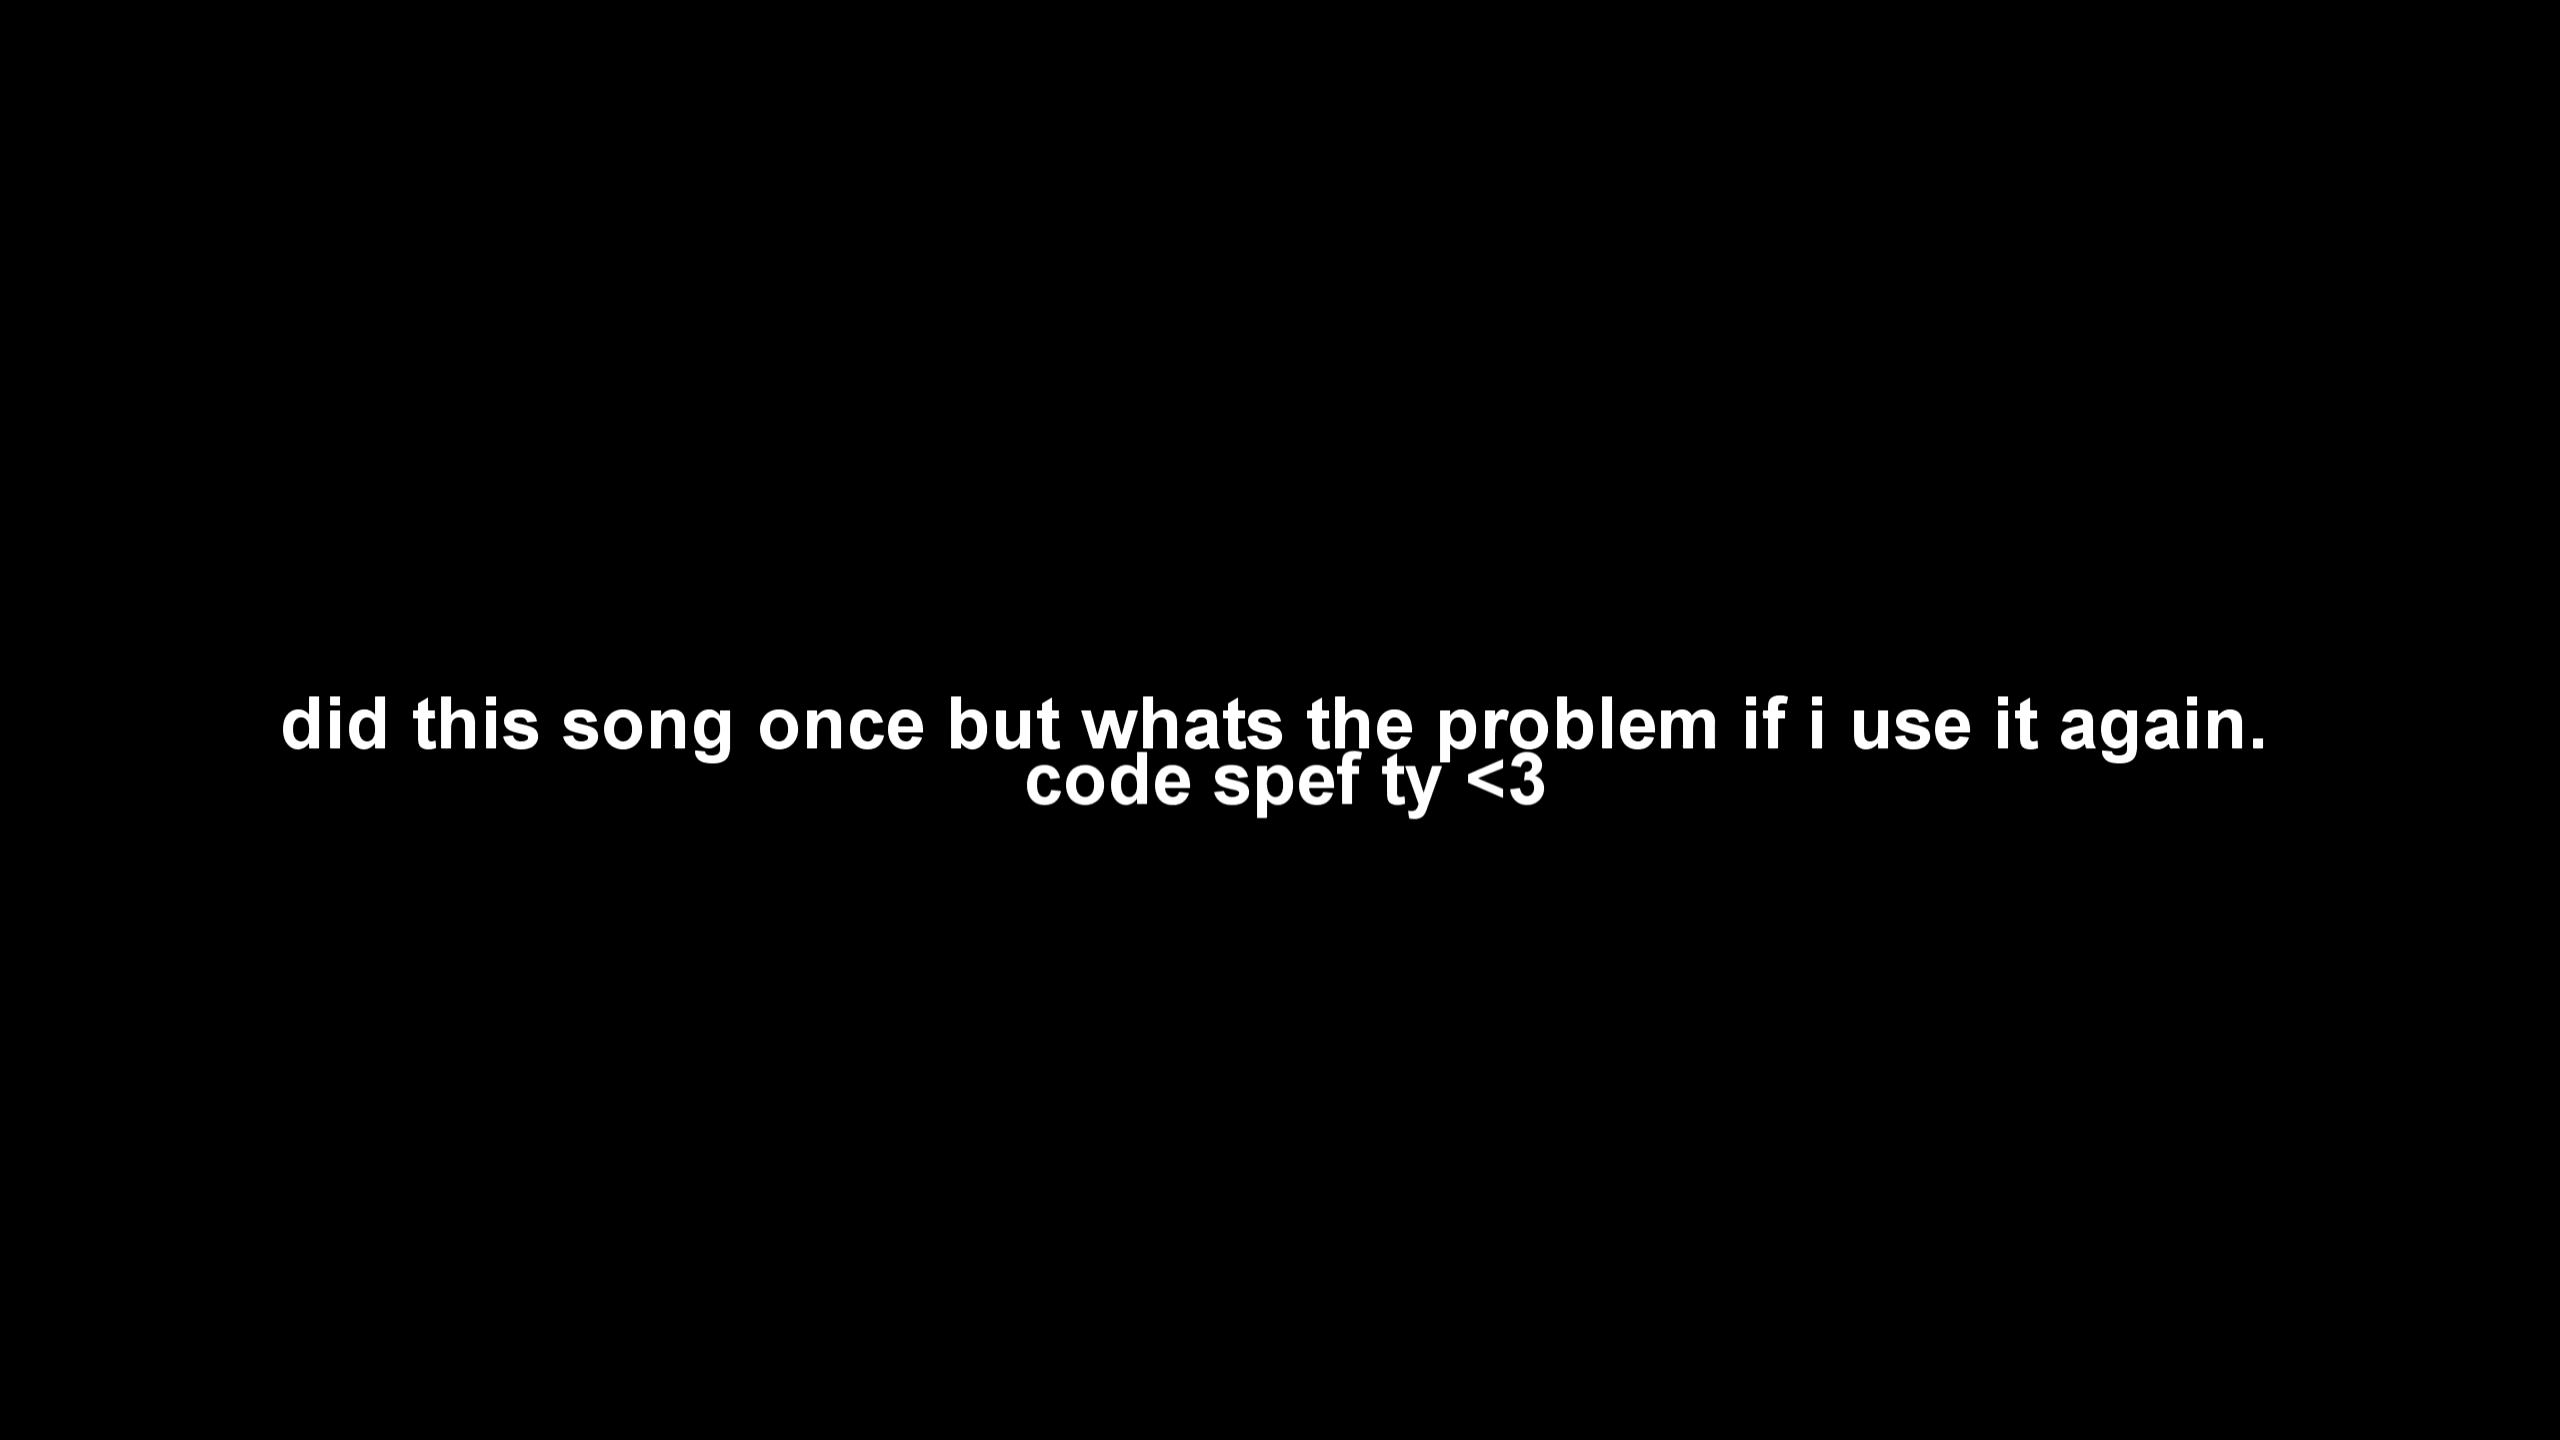 did this song once but whats the problem if i use it again.
code spef ty <3